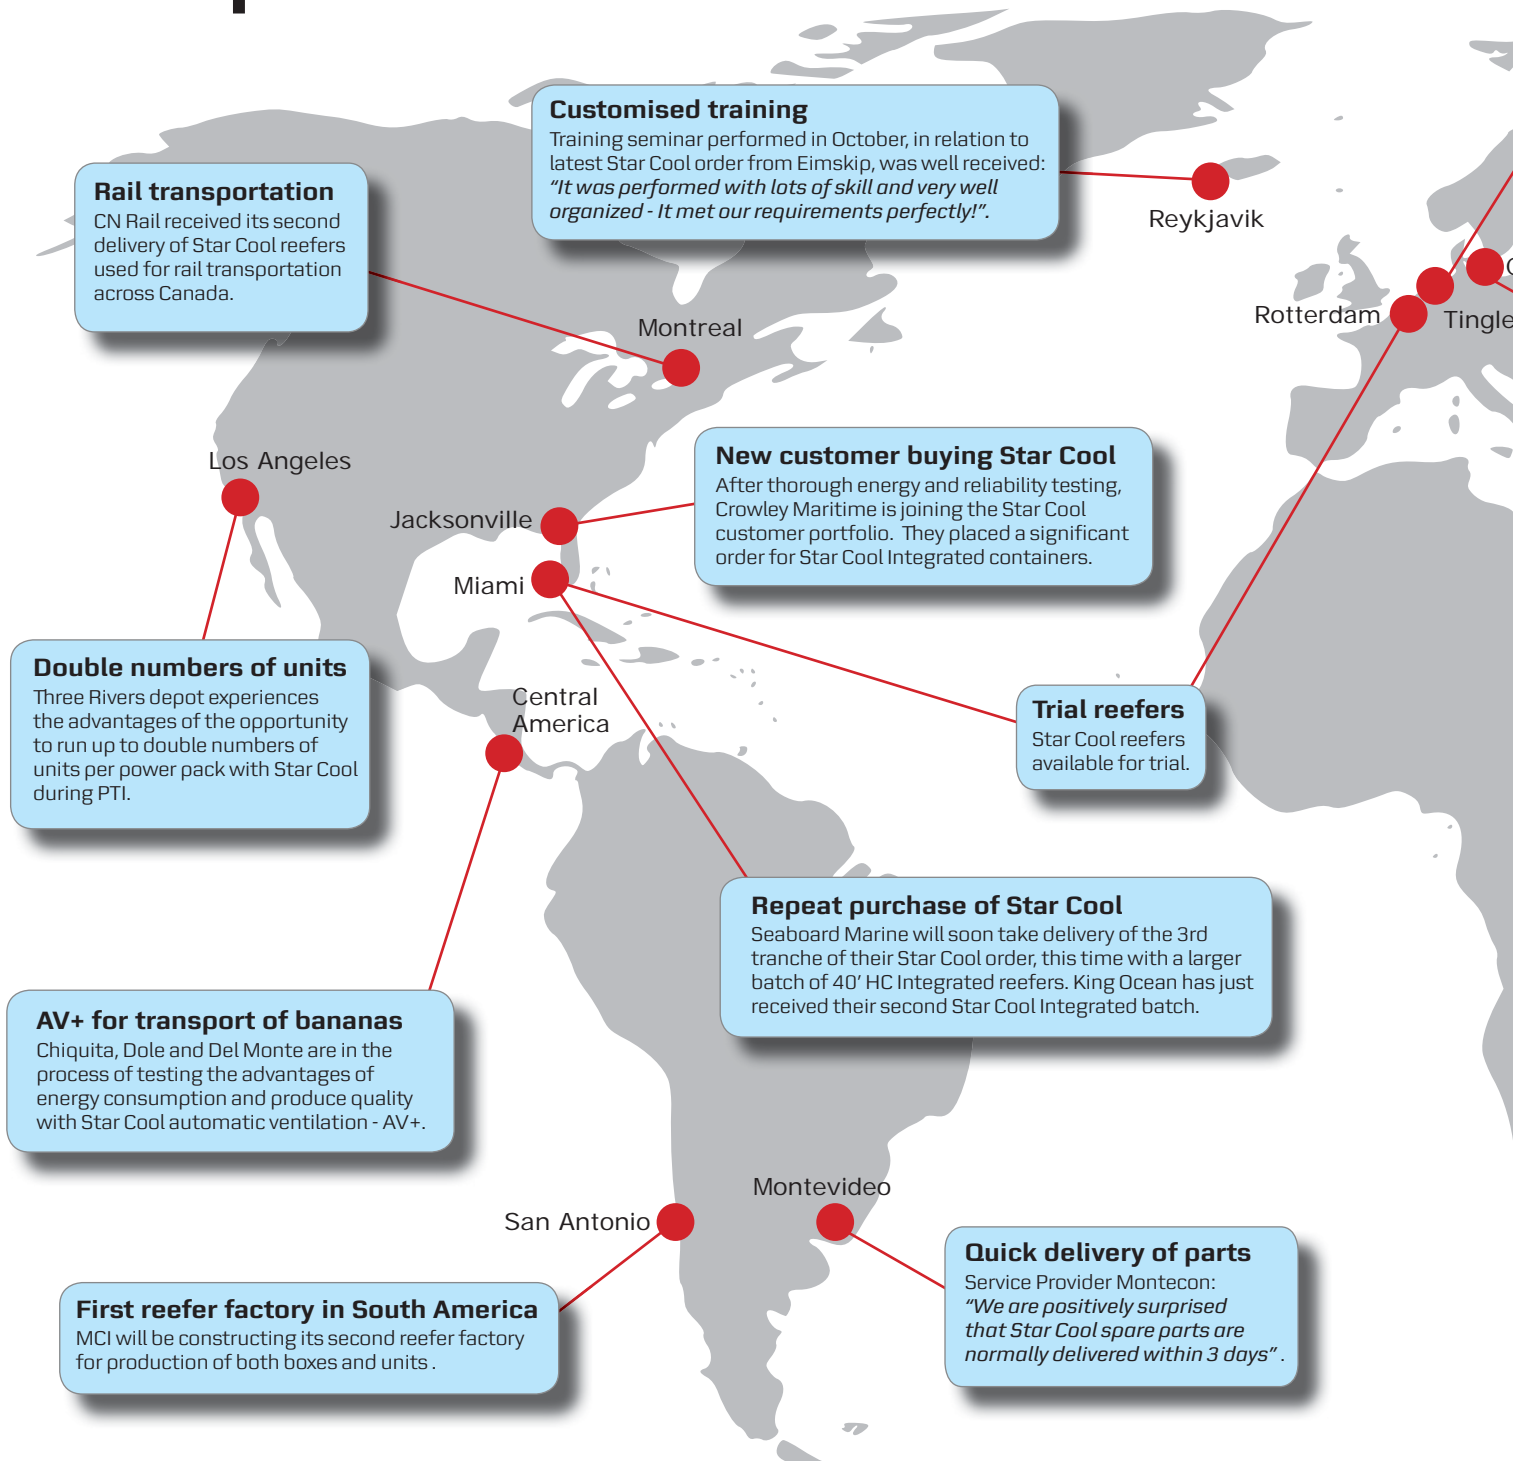 Customised training
Training seminar performed in October, in relation to
latest Star Cool order from Eimskip, was well received:
“It was performed with lots of skill and very well
organized - It met our requirements perfectly!”.
Reykjavik
Rail transportation
CN Rail received its second
delivery of Star Cool reefers
used for rail transportation
across Canada.
Montreal
Rotterdam
Tingle
Los Angeles
Jacksonville
Miami
New customer buying Star Cool
After thorough energy and reliability testing,
Crowley Maritime is joining the Star Cool
customer portfolio. They placed a significant
order for Star Cool Integrated containers.
Double numbers of units
Three Rivers depot experiences
the advantages of the opportunity
to run up to double numbers of
units per power pack with Star Cool
during PTI.
Central
America
Trial reefers
Star Cool reefers
available for trial.
Repeat purchase of Star Cool
Seaboard Marine will soon take delivery of the 3rd
tranche of their Star Cool order, this time with a larger
batch of 40’ HC Integrated reefers. King Ocean has just
received their second Star Cool Integrated batch.
AV+ for transport of bananas
Chiquita, Dole and Del Monte are in the
process of testing the advantages of
energy consumption and produce quality
with Star Cool automatic ventilation - AV+.
San Antonio
Montevideo
Quick delivery of parts
Service Provider Montecon:
“We are positively surprised
that Star Cool spare parts are
normally delivered within 3 days” .
First reefer factory in South America
MCI will be constructing its second reefer factory
for production of both boxes and units .